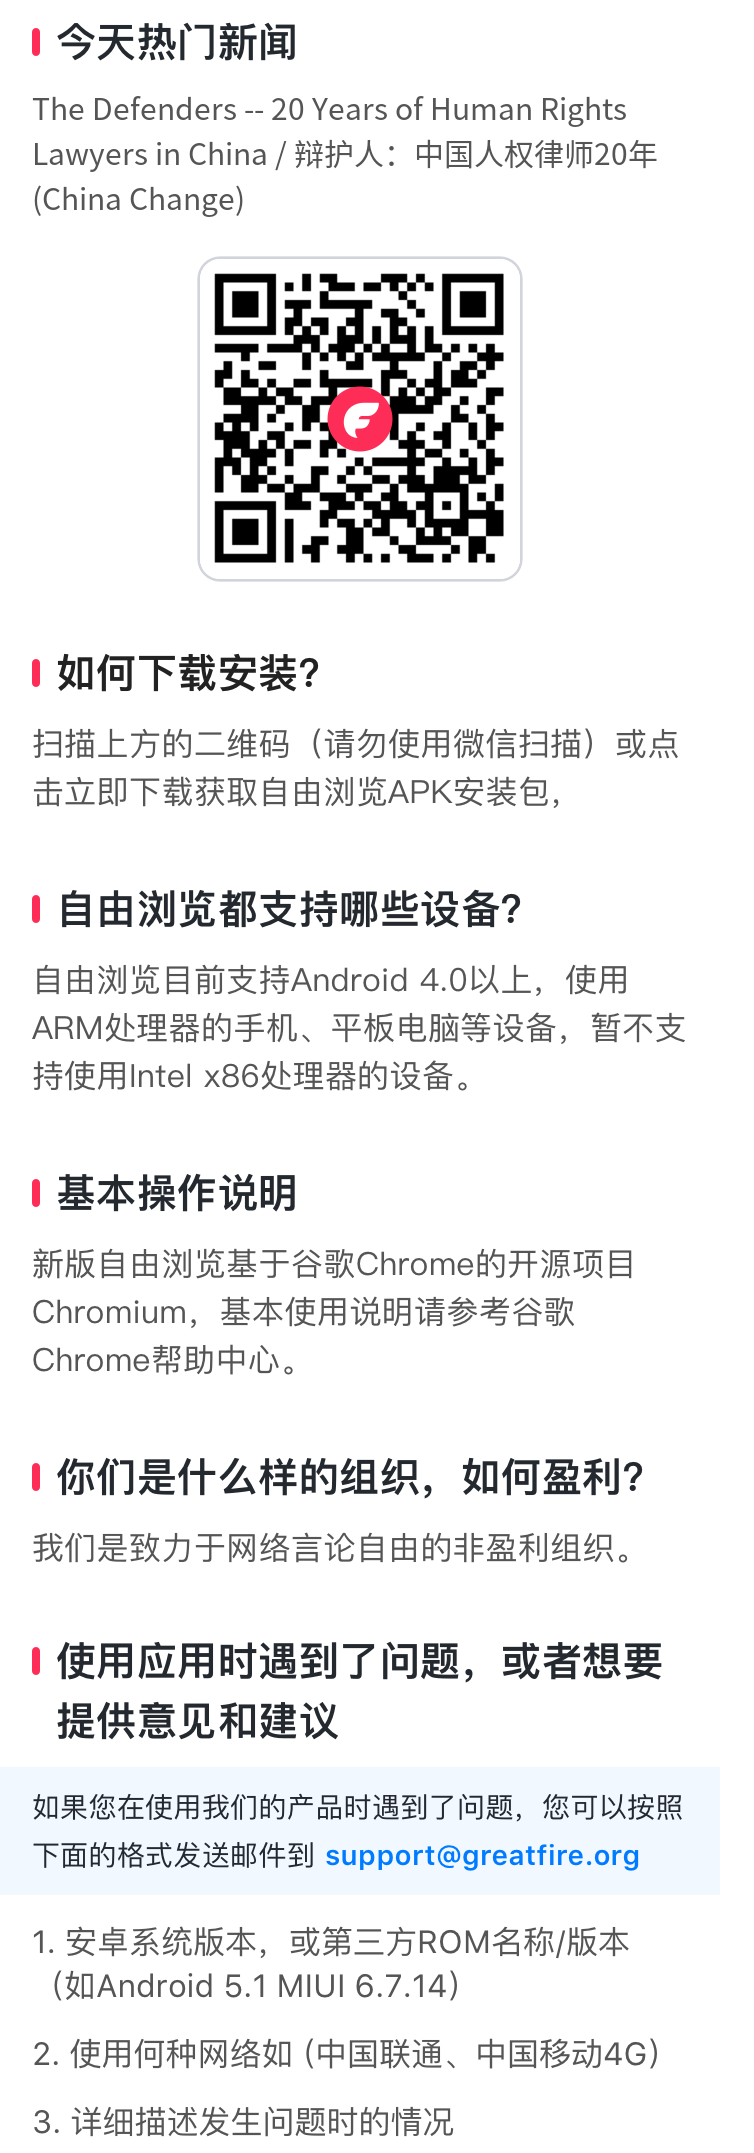 今天热门新闻
The Defenders -- 20 Years of Human Rights
Lawyers in China / 辩护人：中国人权律师20年
(China Change)
如何下载安装?
扫描上方的二维码（请勿使用微信扫描）或点
击立即下载获取自由浏览APK安装包，
自由浏览都支持哪些设备?
自由浏览目前支持Android 4.0以上，使用
ARM处理器的手机、平板电脑等设备，暂不支
持使用Intel x86处理器的设备。
基本操作说明
新版自由浏览基于谷歌Chrome的开源项目
Chromium，基本使用说明请参考谷歌
Chrome帮助中心。
你们是什么样的组织，如何盈利?
我们是致力于网络言论自由的非盈利组织。
使用应用时遇到了问题，或者想要
提供意见和建议
如果您在使用我们的产品时遇到了问题，您可以按照
下面的格式发送邮件到 support@greatfire.org
1. 安卓系统版本，或第三方ROM名称/版本
（如Android 5.1 MIUI 6.7.14）
2. 使用何种网络如 (中国联通、中国移动4G)
3. 详细描述发生问题时的情况